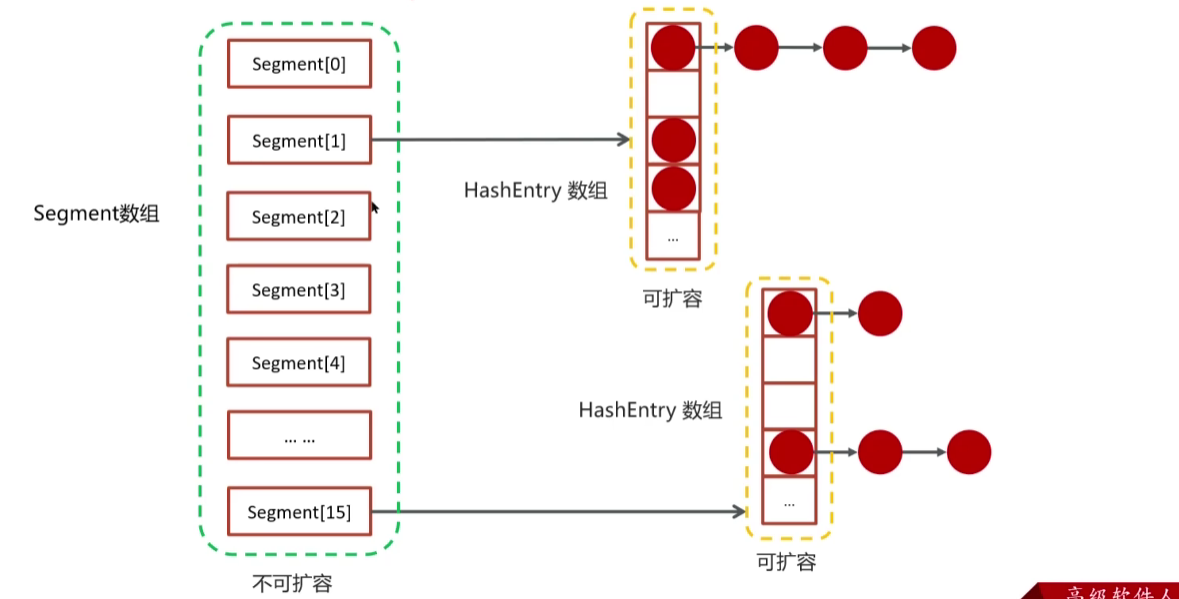 Segment数组
Segment[0]
Segment[1]
Segment[2]
Segment[3]
Segment[4]
... ...
Segment[15]
不可扩容
HashEntry 数组
...
可扩容
HashEntry 数组
...
可扩容
高级软件人